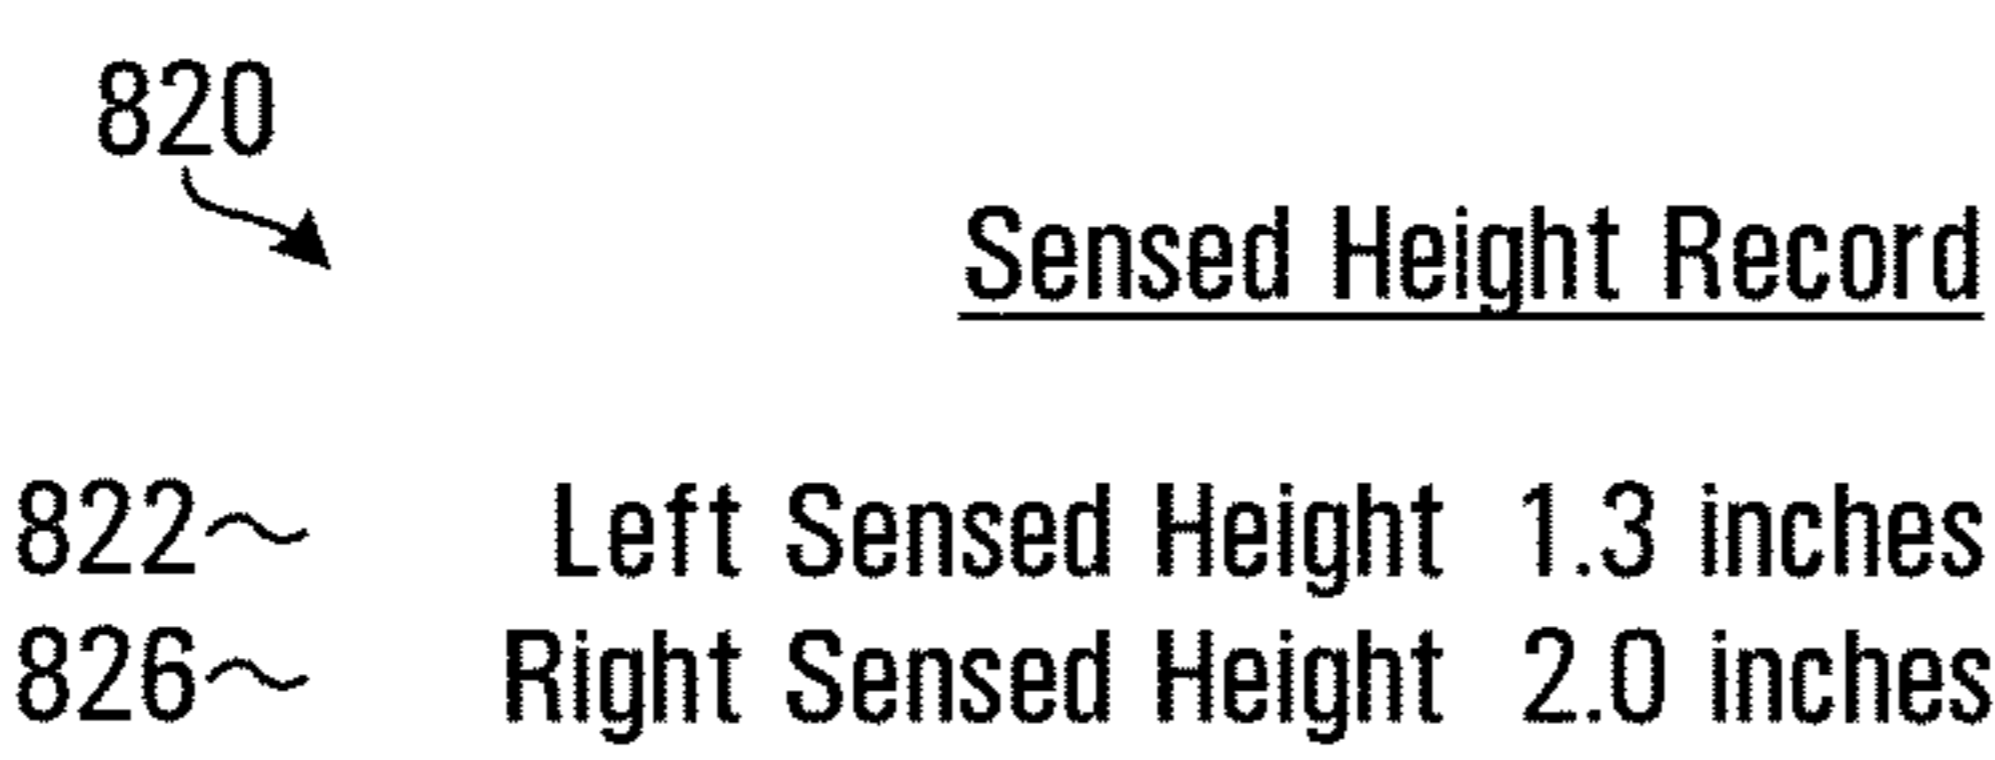 820
Sensed Height Record
822~ Left Sensed Height 1.3 inches
826~ Right Sensed Height 2.0 inches